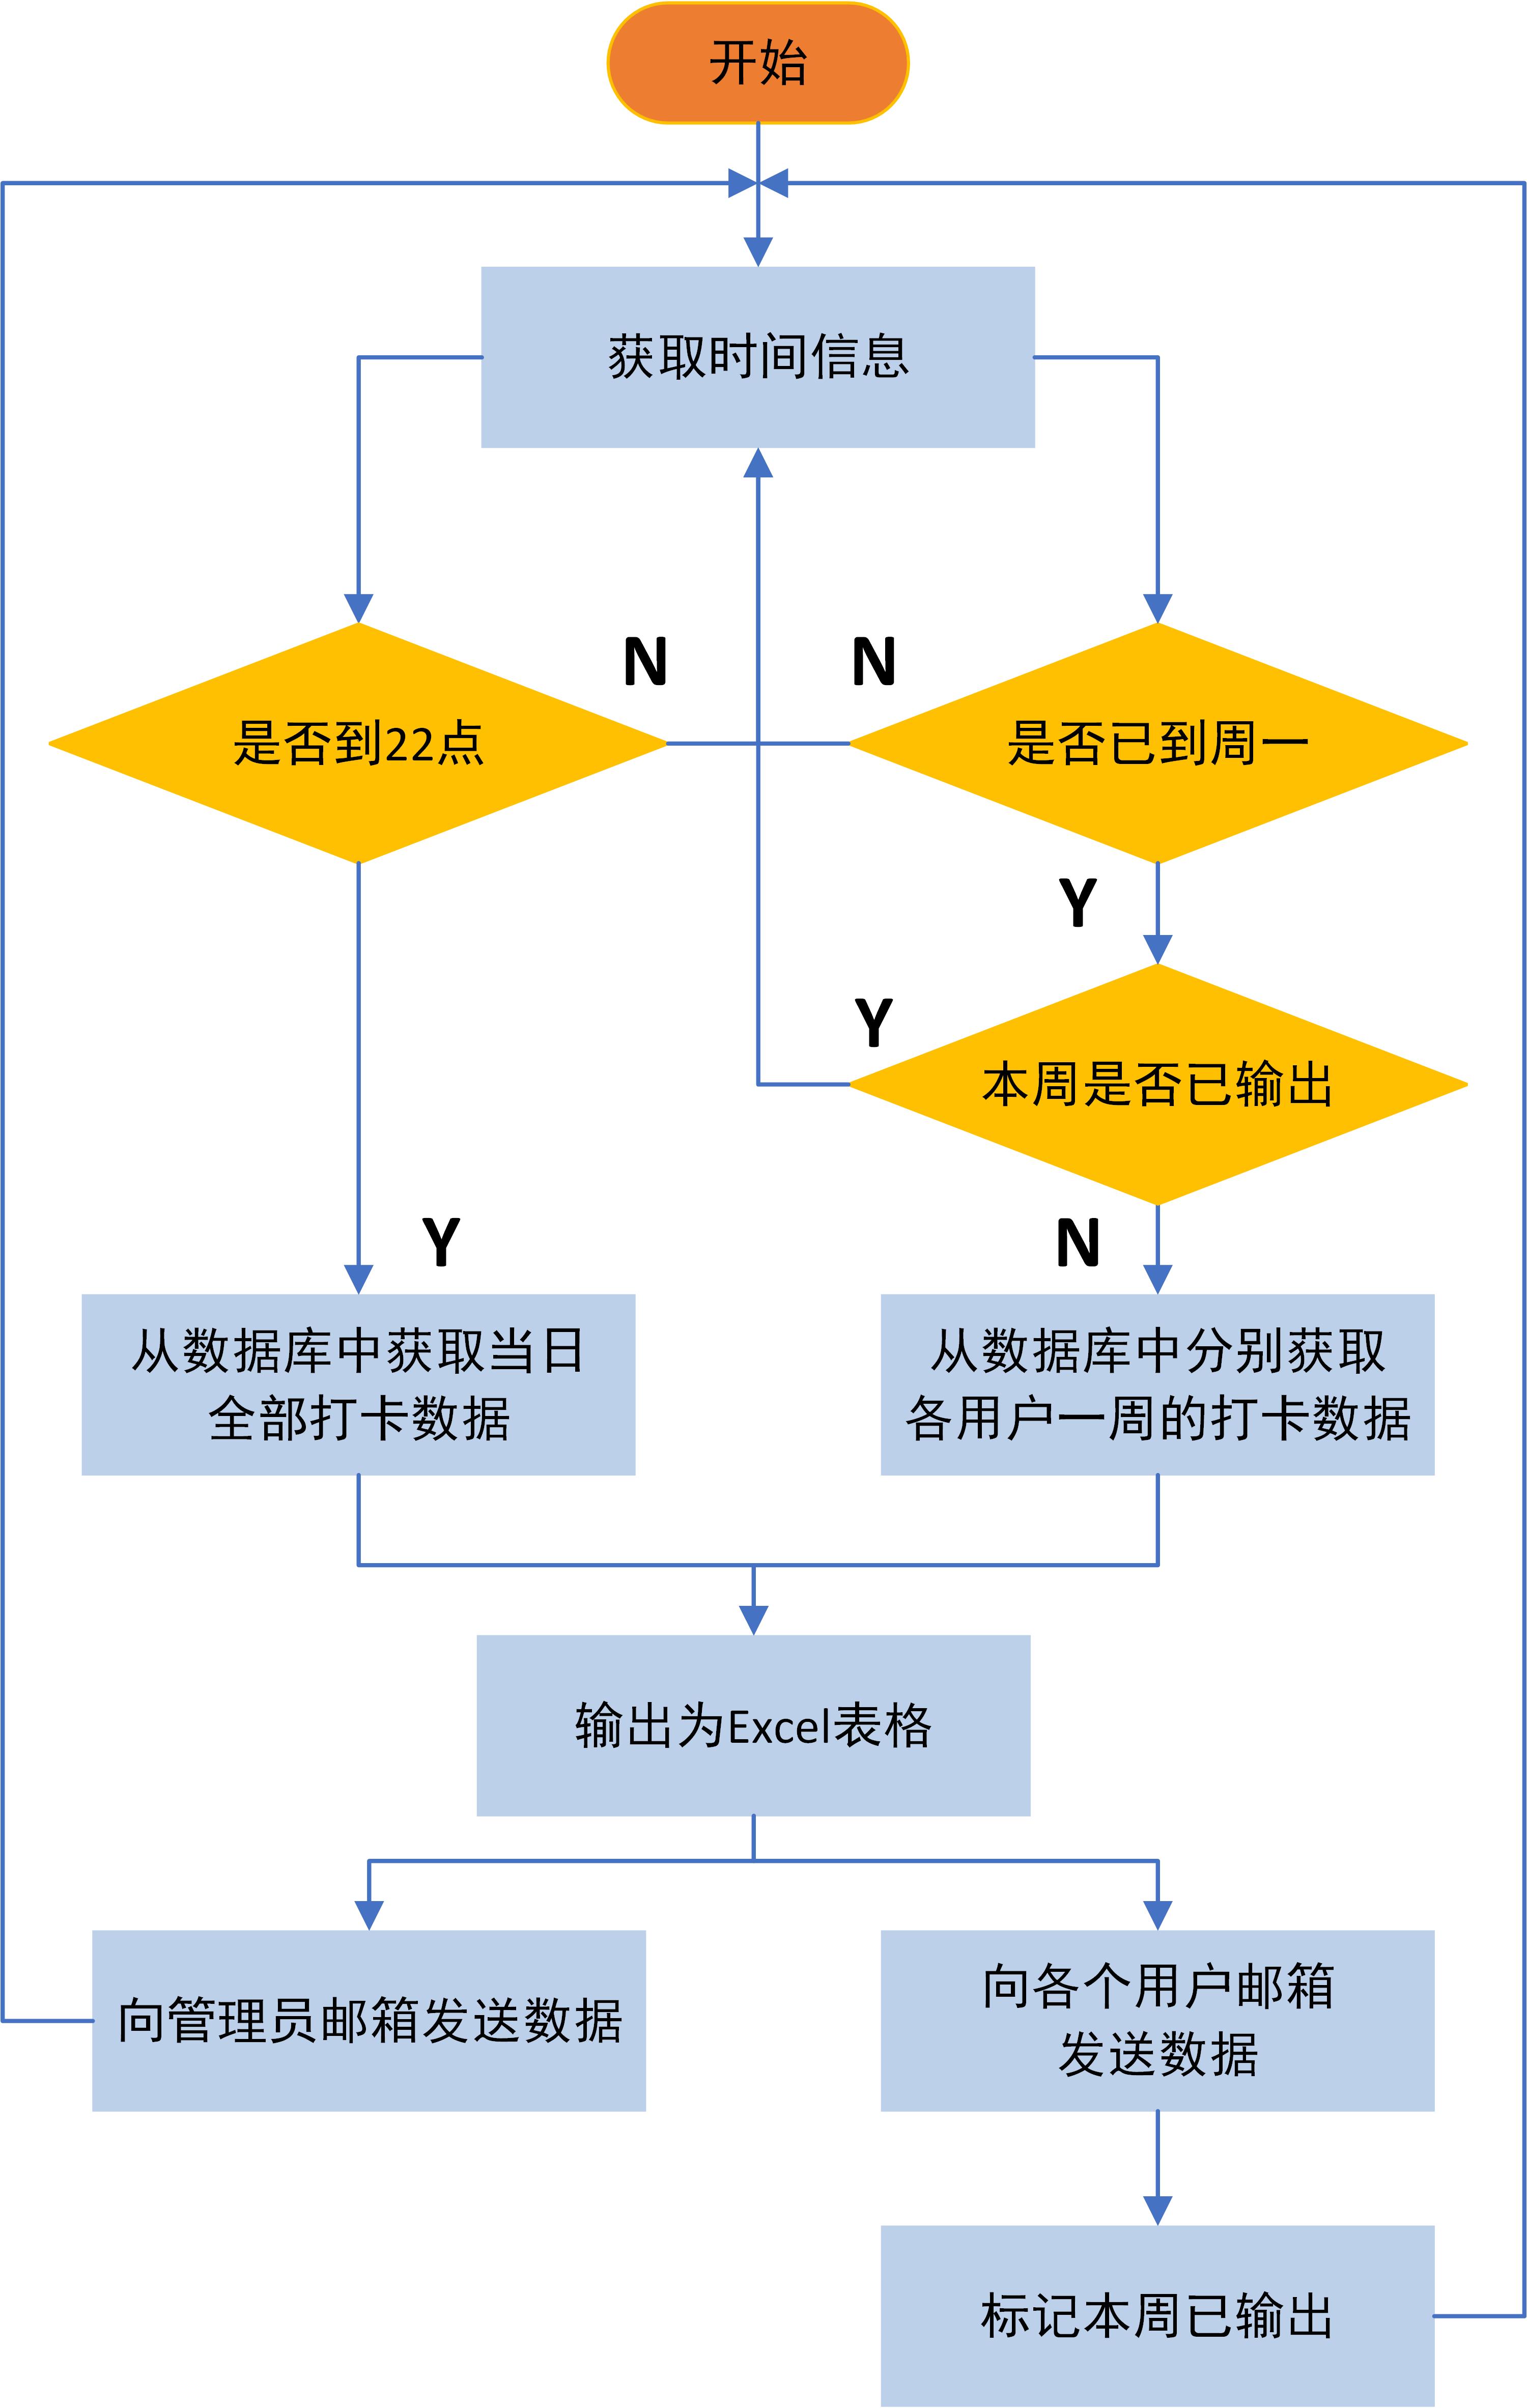 开始
获取时间信息
N
N
是否到22点
是否已到周一
Y
Y
本周是否已输出
Y
N
从数据库中获取当日
全部打卡数据
从数据库中分别获取
各用户一周的打卡数据
输出为Excel表格
向管理员邮箱发送数据
向各个用户邮箱
发送数据
标记本周已输出